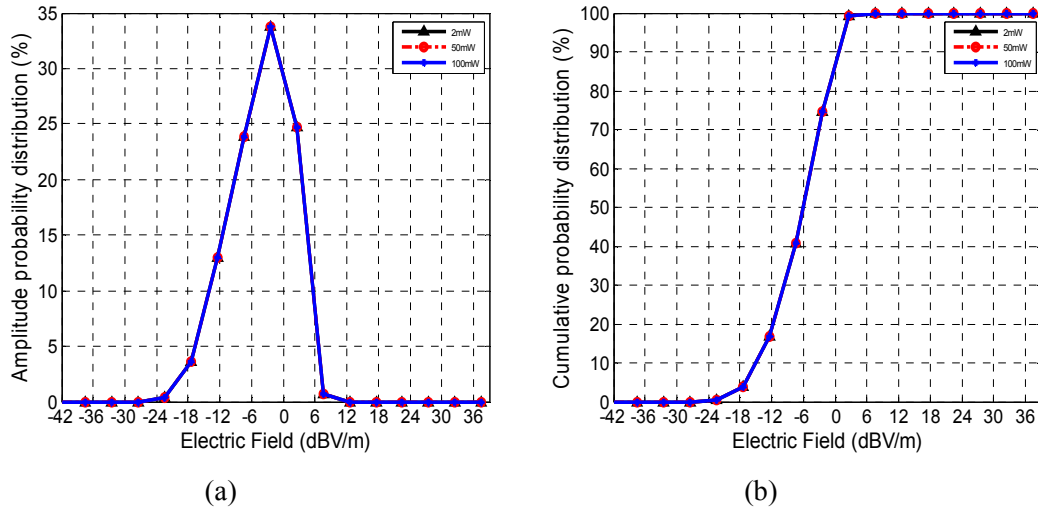 Amplitude probability distribution (%)
35
30
25
20
15
10
5
0
-42 -36 -30 -24 -18 -12 -6 0 6 12 18 24 30 36
Electric Field (dBV/m)
2mW
50mW
100mW
(a)
Cumulative probability distribution (%)
100
90
80
70
60
50
40
30
20
10
0
-42 -36 -30 -24 -18 -12 -6 0 6 12 18 24 30 36
Electric Field (dBV/m)
2mW
50mW
100mW
(b)